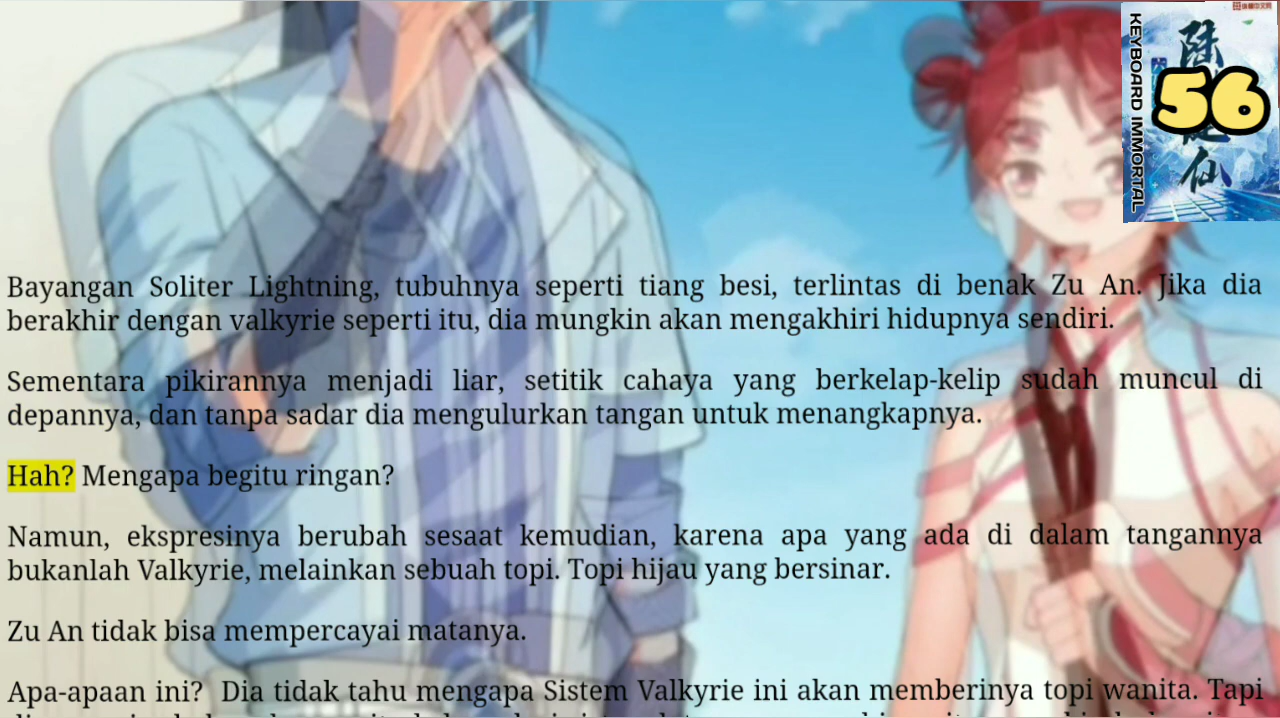 KEYBOARD IMMORTAL
56
仙
Bayangan Soliter Lightning, tubuhnya seperti tiang besi, terlintas di benak Zu An. Jika dia
berakhir dengan valkyrie seperti itu, dia mungkin akan mengakhiri hidupnya sendiri.
Sementara pikirannya menjadi liar, setitik cahaya yang berkelap-kelip sudah muncul di
depannya, dan tanpa sadar dia mengulurkan tangan untuk menangkapnya.
Hah? Mengapa begitu ringan?
Namun, ekspresinya berubah sesaat kemudian, karena apa yang ada di dalam tangannya
bukanlah Valkyrie, melainkan sebuah topi. Topi hijau yang bersinar.
Zu An tidak bisa mempercayai matanya.
Apa-apaan ini? Dia tidak tahu mengapa Sistem Valkyrie ini akan memberinya topi wanita. Tapi